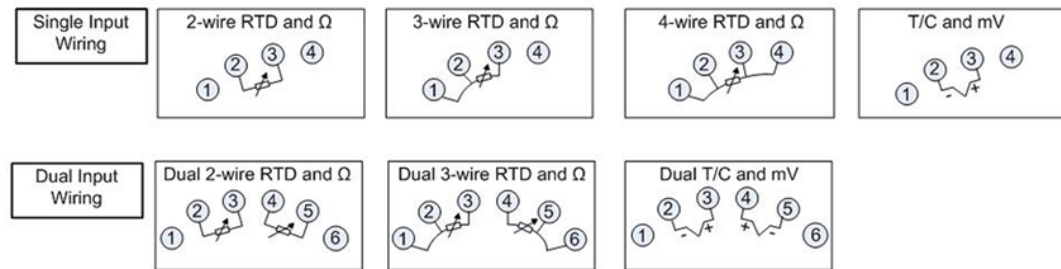 Single Input
Wiring
2-wire RTD and Ω
1 2 3 4
3-wire RTD and Ω
1 2 3 4
4-wire RTD and Ω
1 2 3 4
T/C and mV
1 2 3 4
- +
Dual Input
Wiring
Dual 2-wire RTD and Ω
1 2 3 4 5 6
Dual 3-wire RTD and Ω
1 2 3 4 5 6
Dual T/C and mV
1 2 3 4 5 6
- + + -